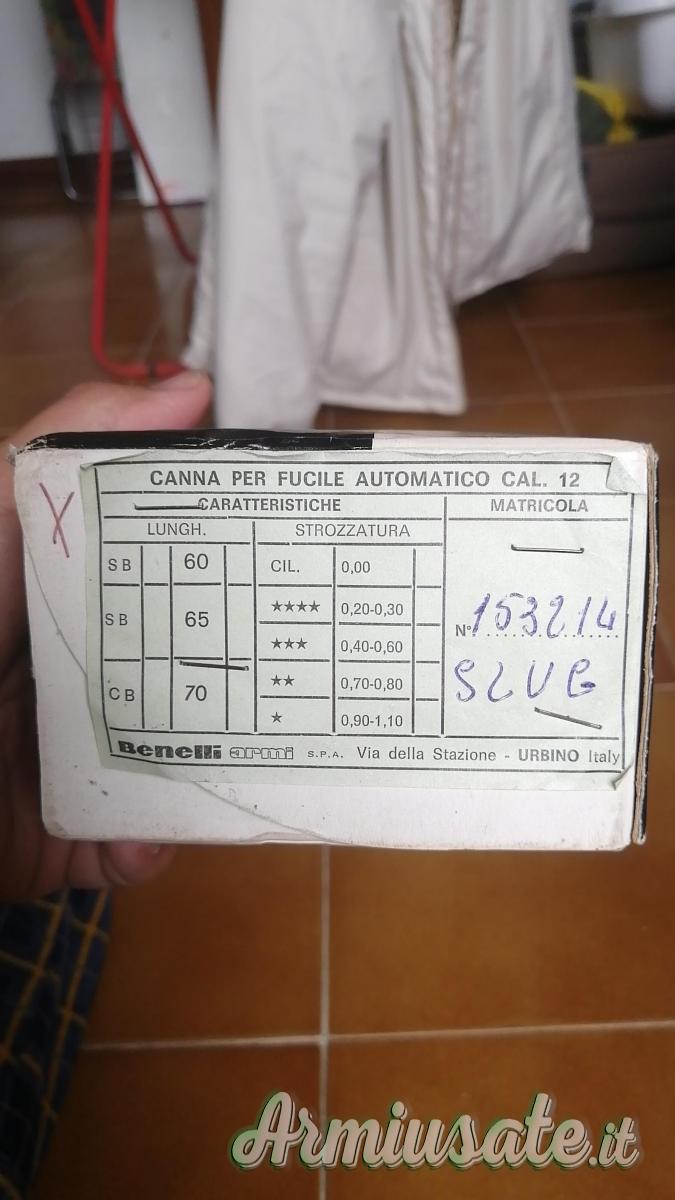 CANNA PER FUCILE AUTOMATICO CAL. 12
CARATTERISTICHE MATRICOLA
LUNGH. STROZZATURA
SB 60 CIL. 0,00
SB 65 ★★★★ 0,20-0,30
★★★ 0,40-0,60
CB 70 ★★ 0,70-0,80
★ 0,90-1,10
N° 153214
SLUG
Benelli armi S.P.A. Via della Stazione - URBINO Italy
X
Armiusate.it